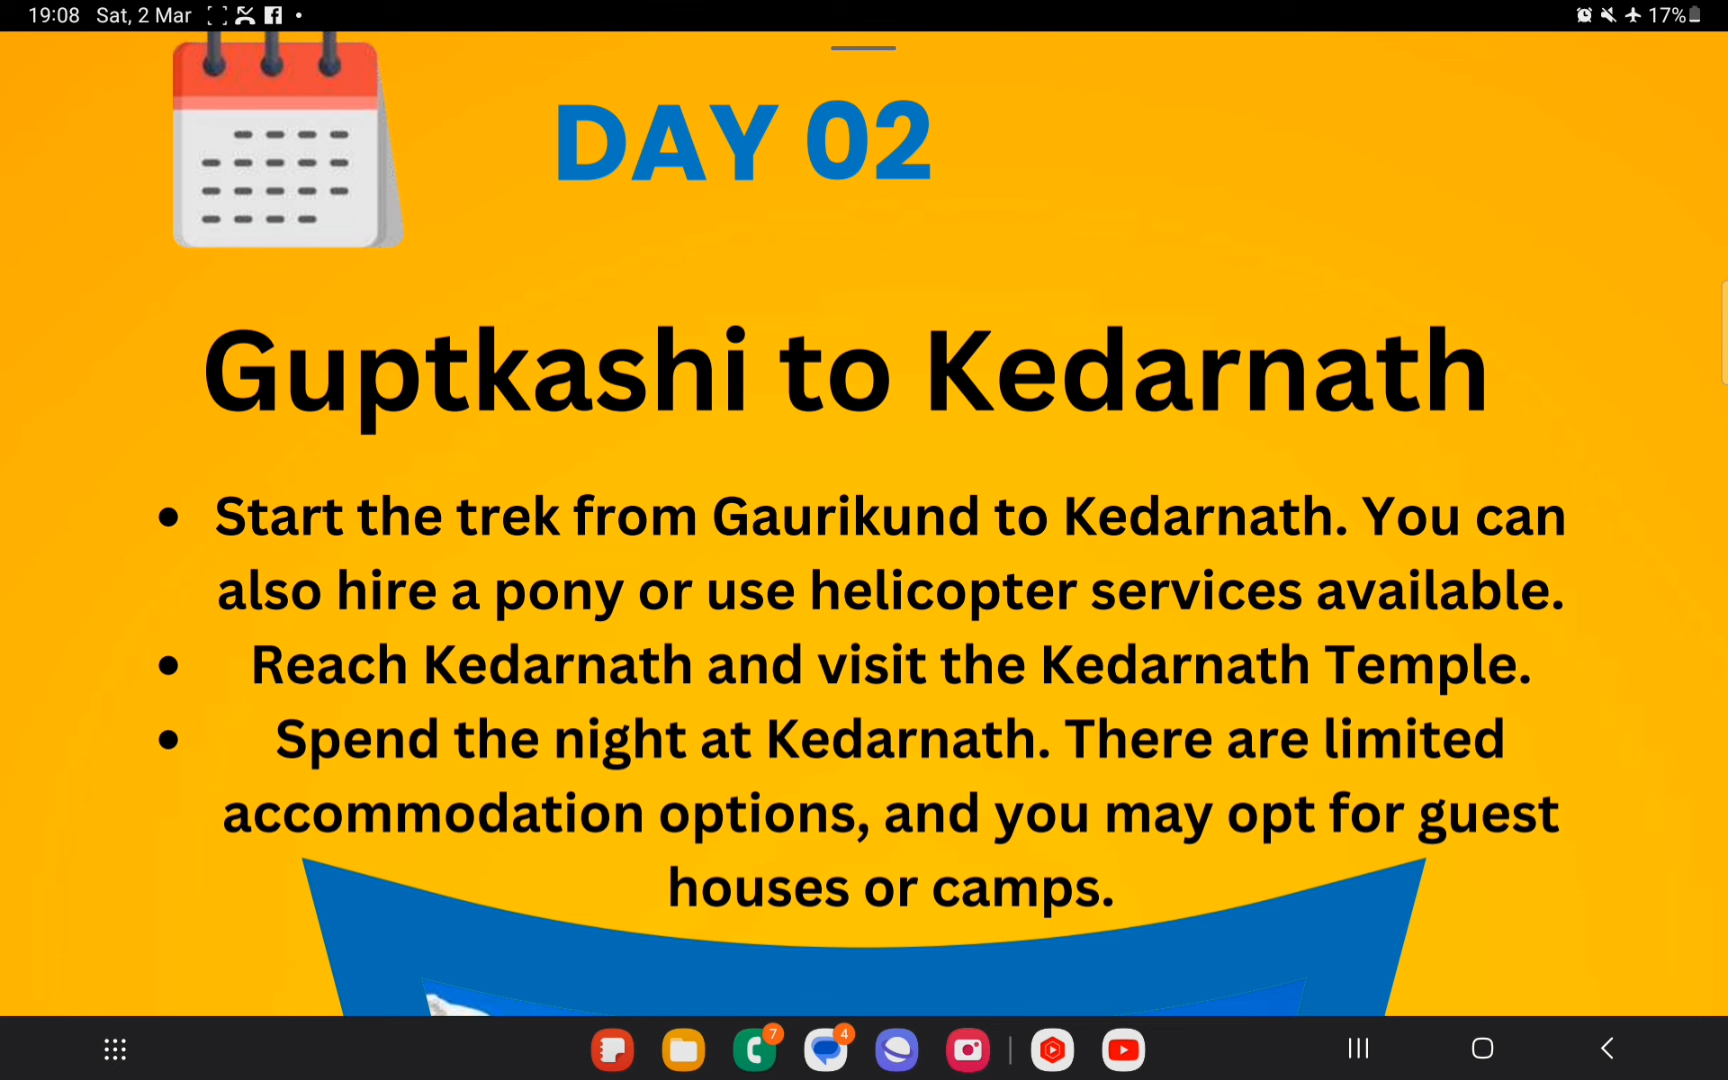 19:08 Sat, 2 Mar
17%
DAY 02
Guptkashi to Kedarnath
• Start the trek from Gaurikund to Kedarnath. You can
also hire a pony or use helicopter services available.
• Reach Kedarnath and visit the Kedarnath Temple.
• Spend the night at Kedarnath. There are limited
accommodation options, and you may opt for guest
houses or camps.
7
4